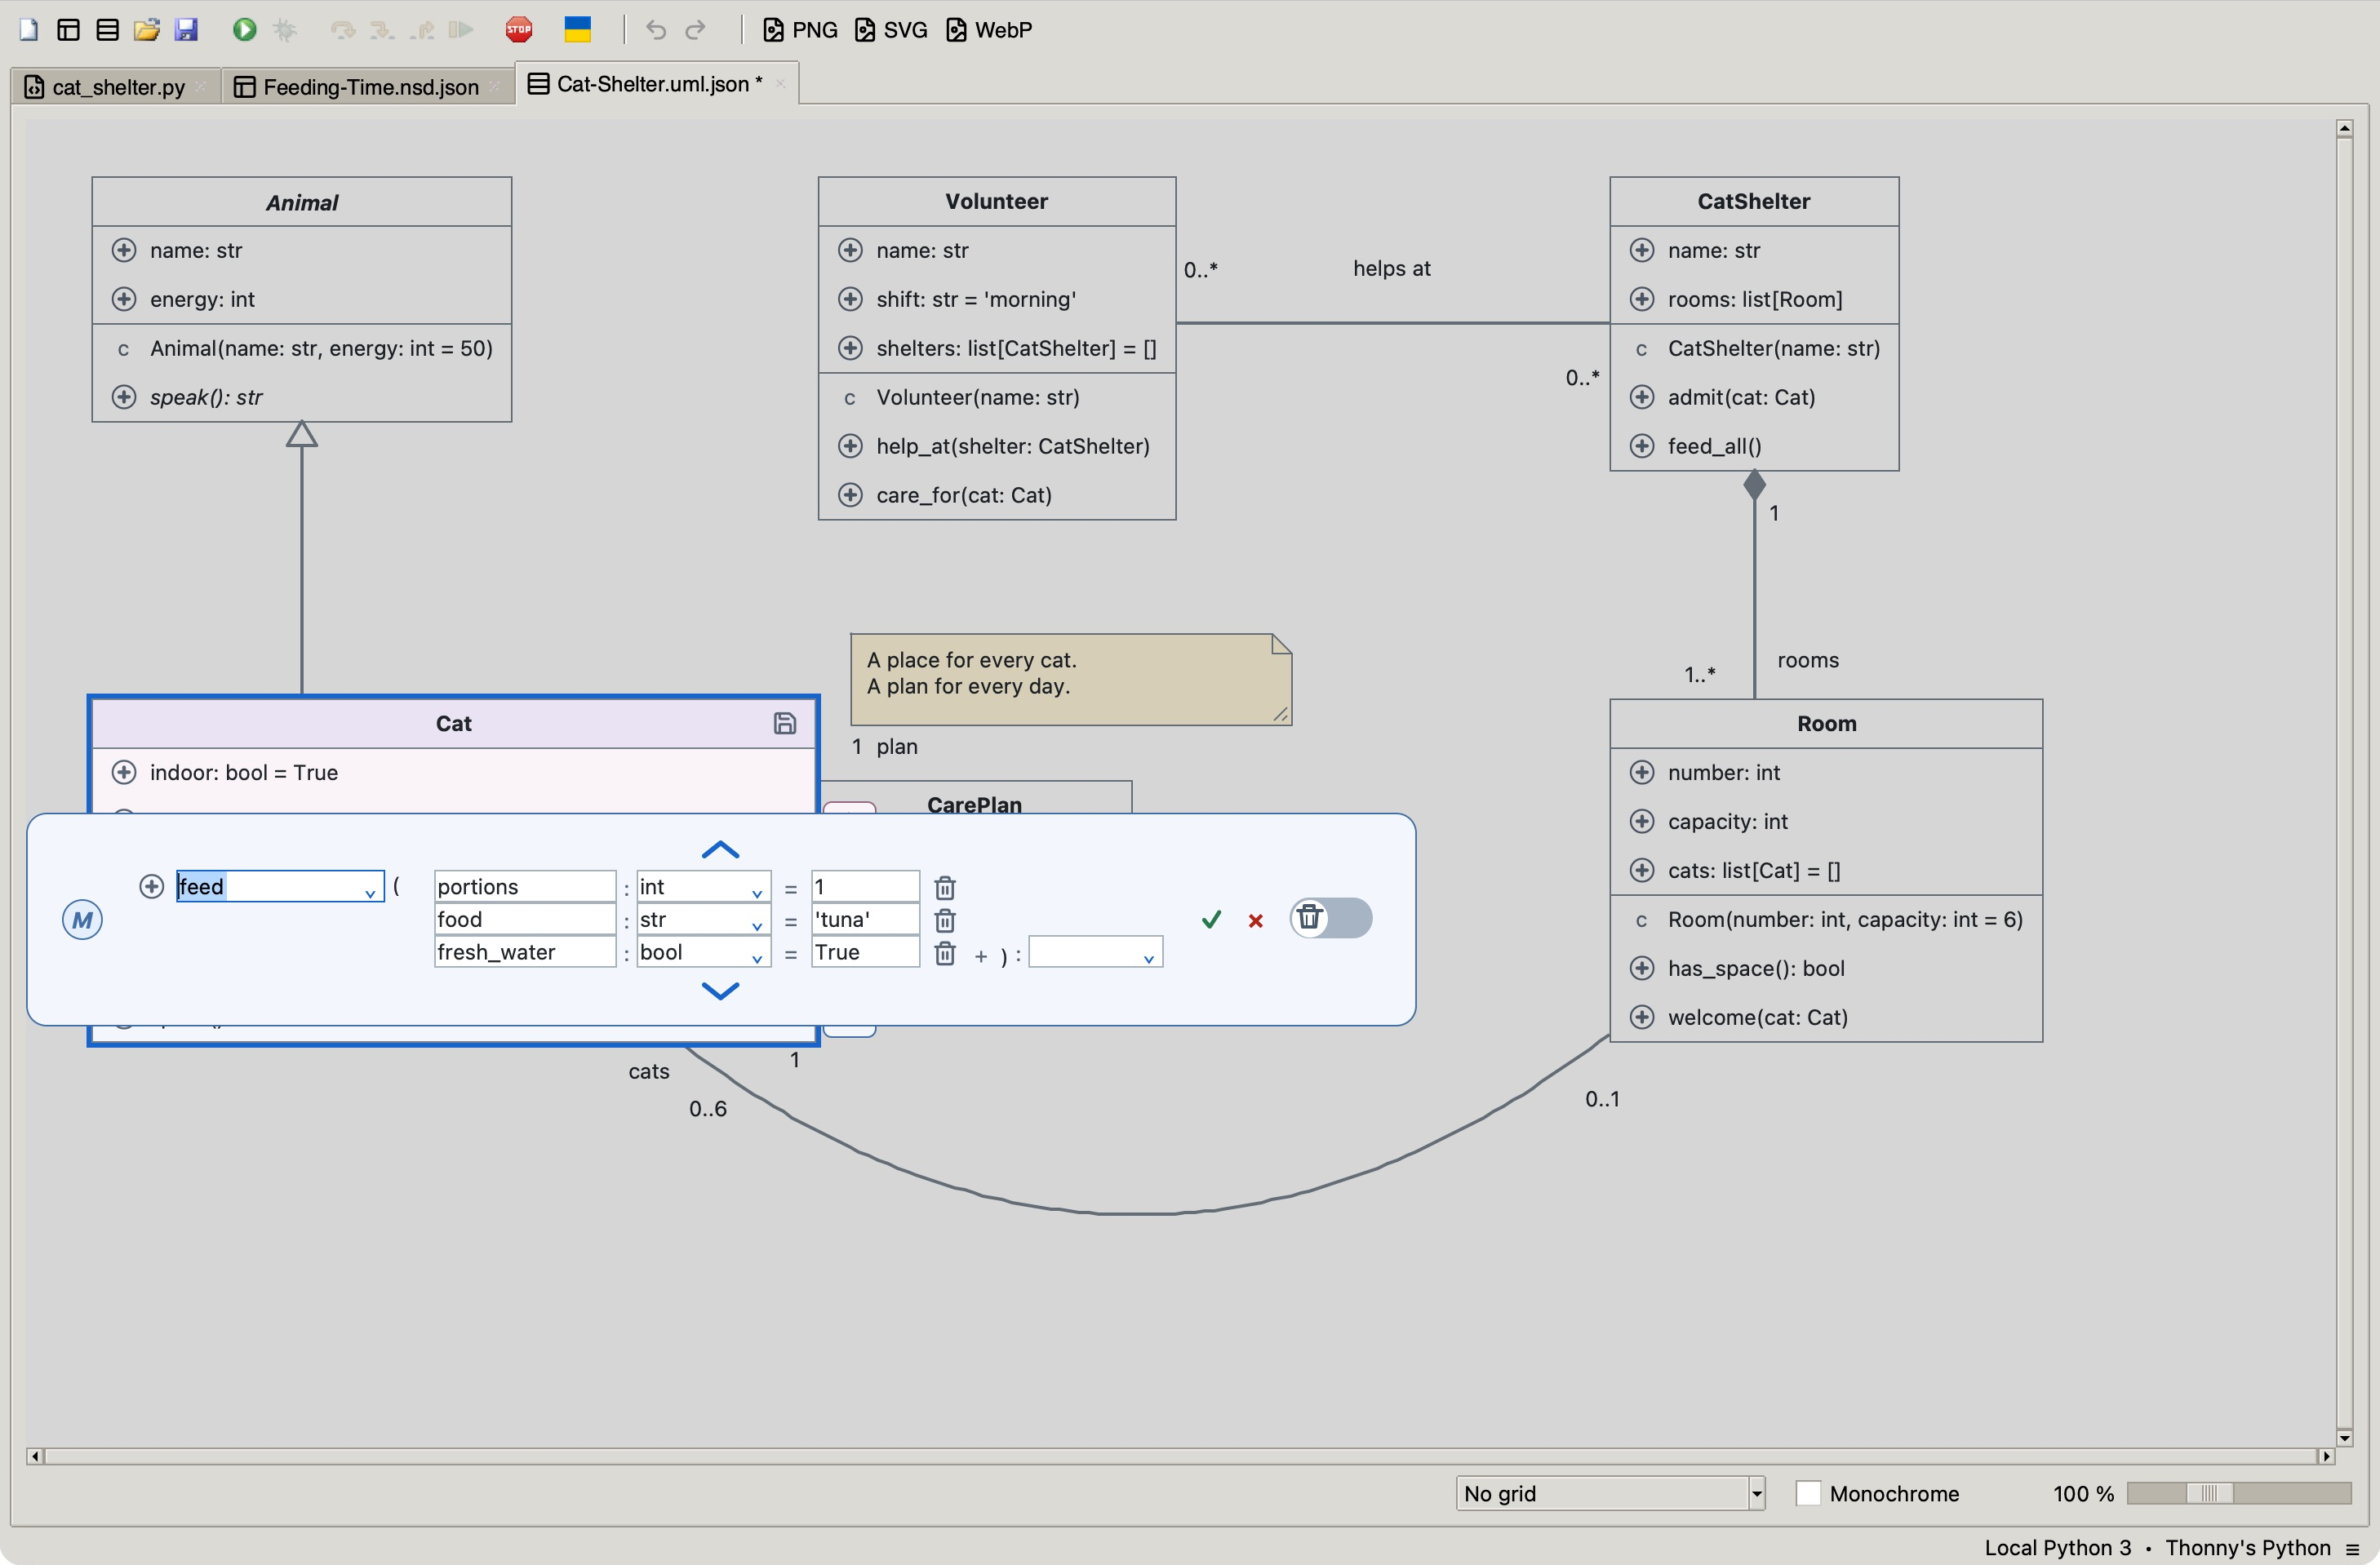 STOP PNG SVG WebP
cat_shelter.py Feeding-Time.nsd.json Cat-Shelter.uml.json *
Animal
name: str
energy: int
c Animal(name: str, energy: int = 50)
speak(): str
Volunteer
name: str
shift: str = 'morning'
shelters: list[CatShelter] = []
c Volunteer(name: str)
help_at(shelter: CatShelter)
care_for(cat: Cat)
0..*
helps at
0..*
CatShelter
name: str
rooms: list[Room]
c CatShelter(name: str)
admit(cat: Cat)
feed_all()
1
rooms
1..*
A place for every cat.
A plan for every day.
1 plan
CarePlan
Cat
indoor: bool = True
M
feed (
portions : int = 1
food : str = 'tuna'
fresh_water : bool = True + ) :
Room
number: int
capacity: int
cats: list[Cat] = []
c Room(number: int, capacity: int = 6)
has_space(): bool
welcome(cat: Cat)
1
cats
0..6
0..1
No grid Monochrome 100 %
Local Python 3 • Thonny's Python ≡